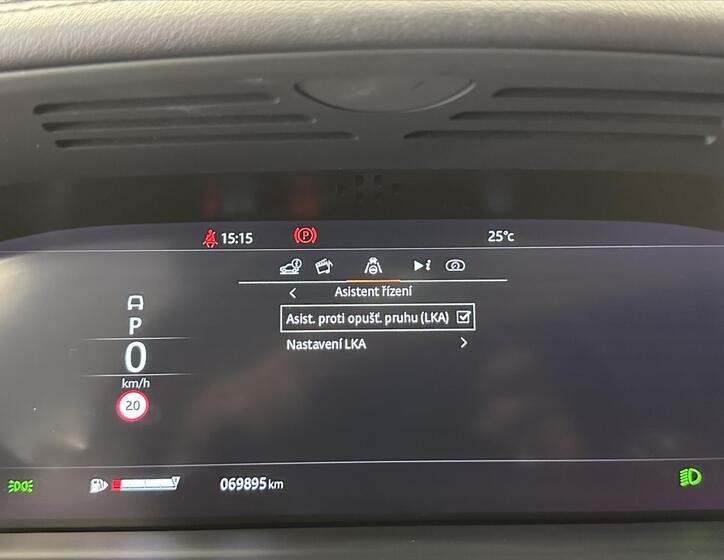 15:15
P
25°c
Asistent řízení
Asist. proti opušť. pruhu (LKA)
Nastavení LKA
A
P
0
km/h
20
069895 km